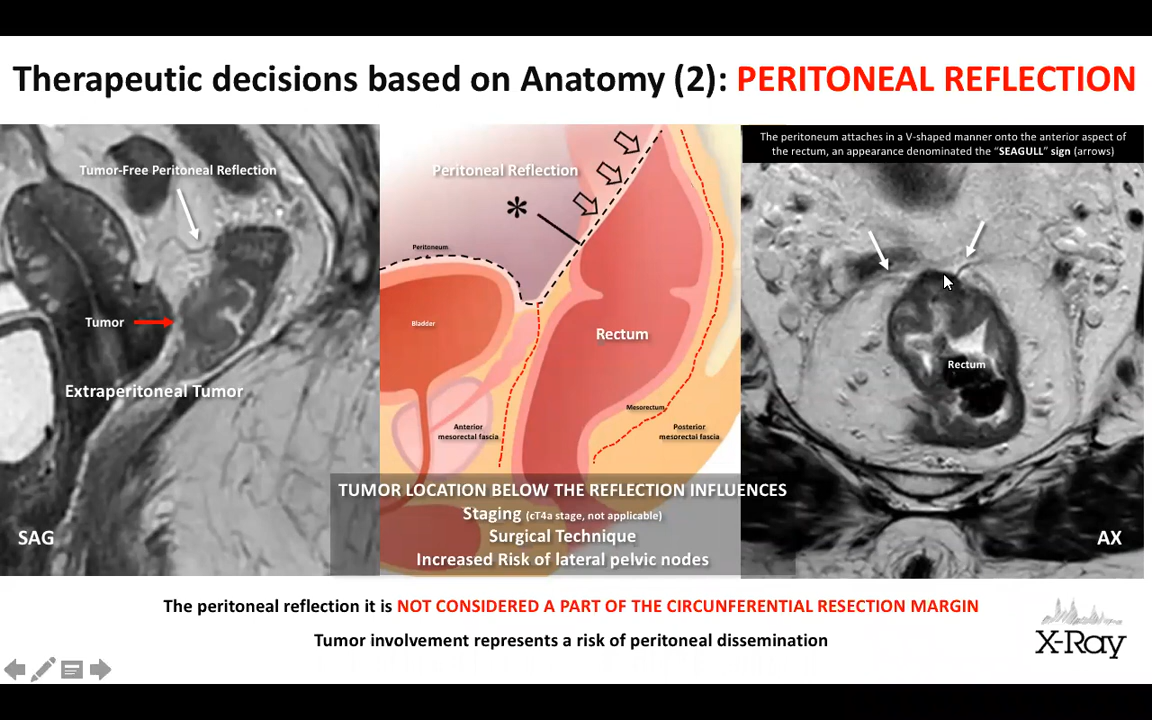 Therapeutic decisions based on Anatomy (2): PERITONEAL REFLECTION
Tumor-Free Peritoneal Reflection
Tumor
Extraperitoneal Tumor
SAG
Peritoneal Reflection
*
Peritoneum
Bladder
Rectum
Mesorectum
Anterior
mesorectal fascia
Posterior
mesorectal fascia
TUMOR LOCATION BELOW THE REFLECTION INFLUENCES
Staging (cT4a stage, not applicable)
Surgical Technique
Increased Risk of lateral pelvic nodes
The peritoneum attaches in a V-shaped manner onto the anterior aspect of
the rectum, an appearance denominated the “SEAGULL” sign (arrows)
Rectum
AX
The peritoneal reflection it is NOT CONSIDERED A PART OF THE CIRCUNFERENTIAL RESECTION MARGIN
Tumor involvement represents a risk of peritoneal dissemination
X-Ray